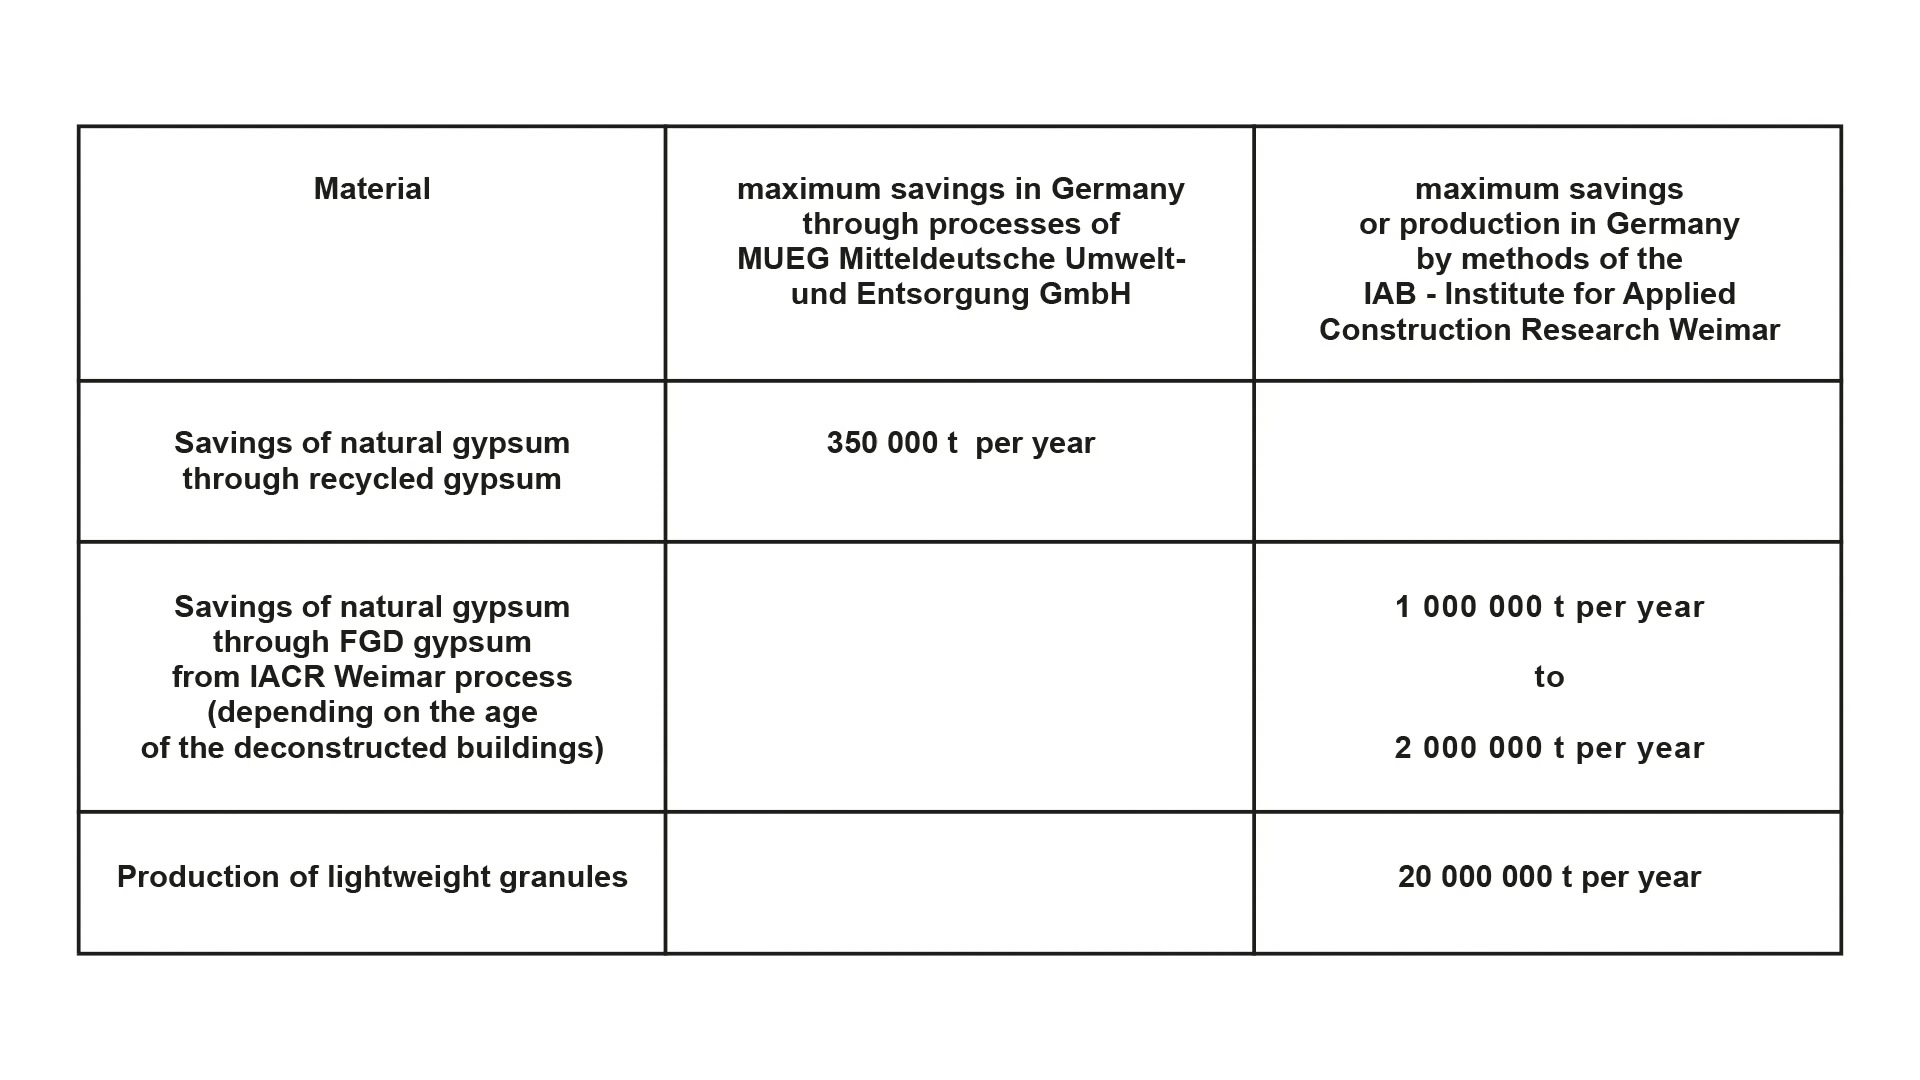 Material
maximum savings in Germany
through processes of
MUEG Mitteldeutsche Umwelt-
und Entsorgung GmbH
maximum savings
or production in Germany
by methods of the
IAB - Institute for Applied
Construction Research Weimar
Savings of natural gypsum
through recycled gypsum
350 000 t  per year
Savings of natural gypsum
through FGD gypsum
from IACR Weimar process
(depending on the age
of the deconstructed buildings)
1 000 000 t per year
to
2 000 000 t per year
Production of lightweight granules
20 000 000 t per year